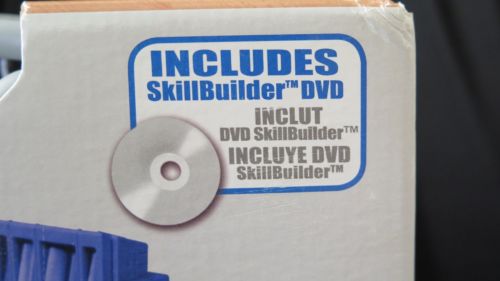 INCLUDES
SkillBuilder™ DVD
INCLUT
DVD SkillBuilder™
INCLUYE DVD
SkillBuilder™